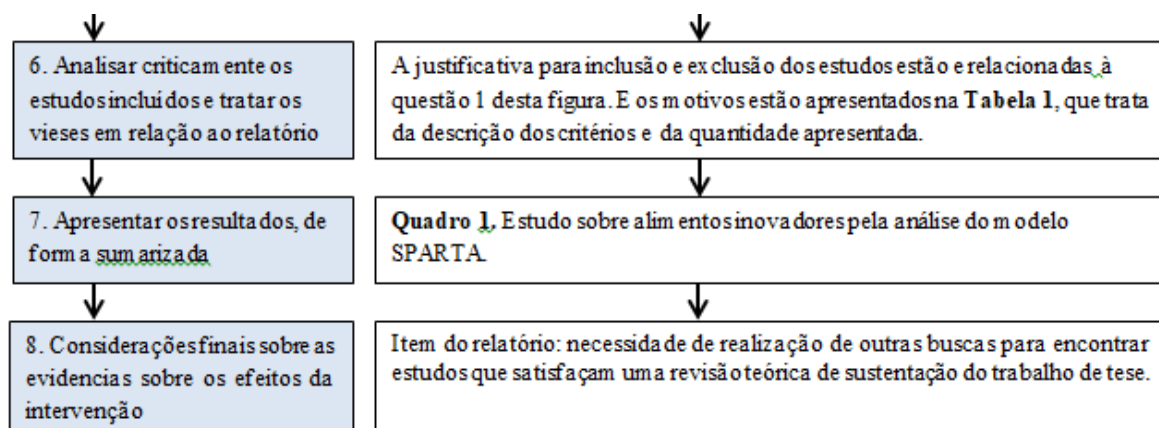 6. Analisar criticamente os
estudos incluídos e tratar os
vieses em relação ao relatório
A justificativa para inclusão e exclusão dos estudos estão e relacionadas, à
questão 1 desta figura. E os motivos estão apresentados na Tabela 1, que trata
da descrição dos critérios e da quantidade apresentada.
7. Apresentar os resultados, de
forma sumarizada
Quadro 1. Estudo sobre alimentos inovadores pela análise do modelo
SPARTA.
8. Considerações finais sobre as
evidencias sobre os efeitos da
intervenção
Item do relatório: necessidade de realização de outras buscas para encontrar
estudos que satisfaçam uma revisão teórica de sustentação do trabalho de tese.